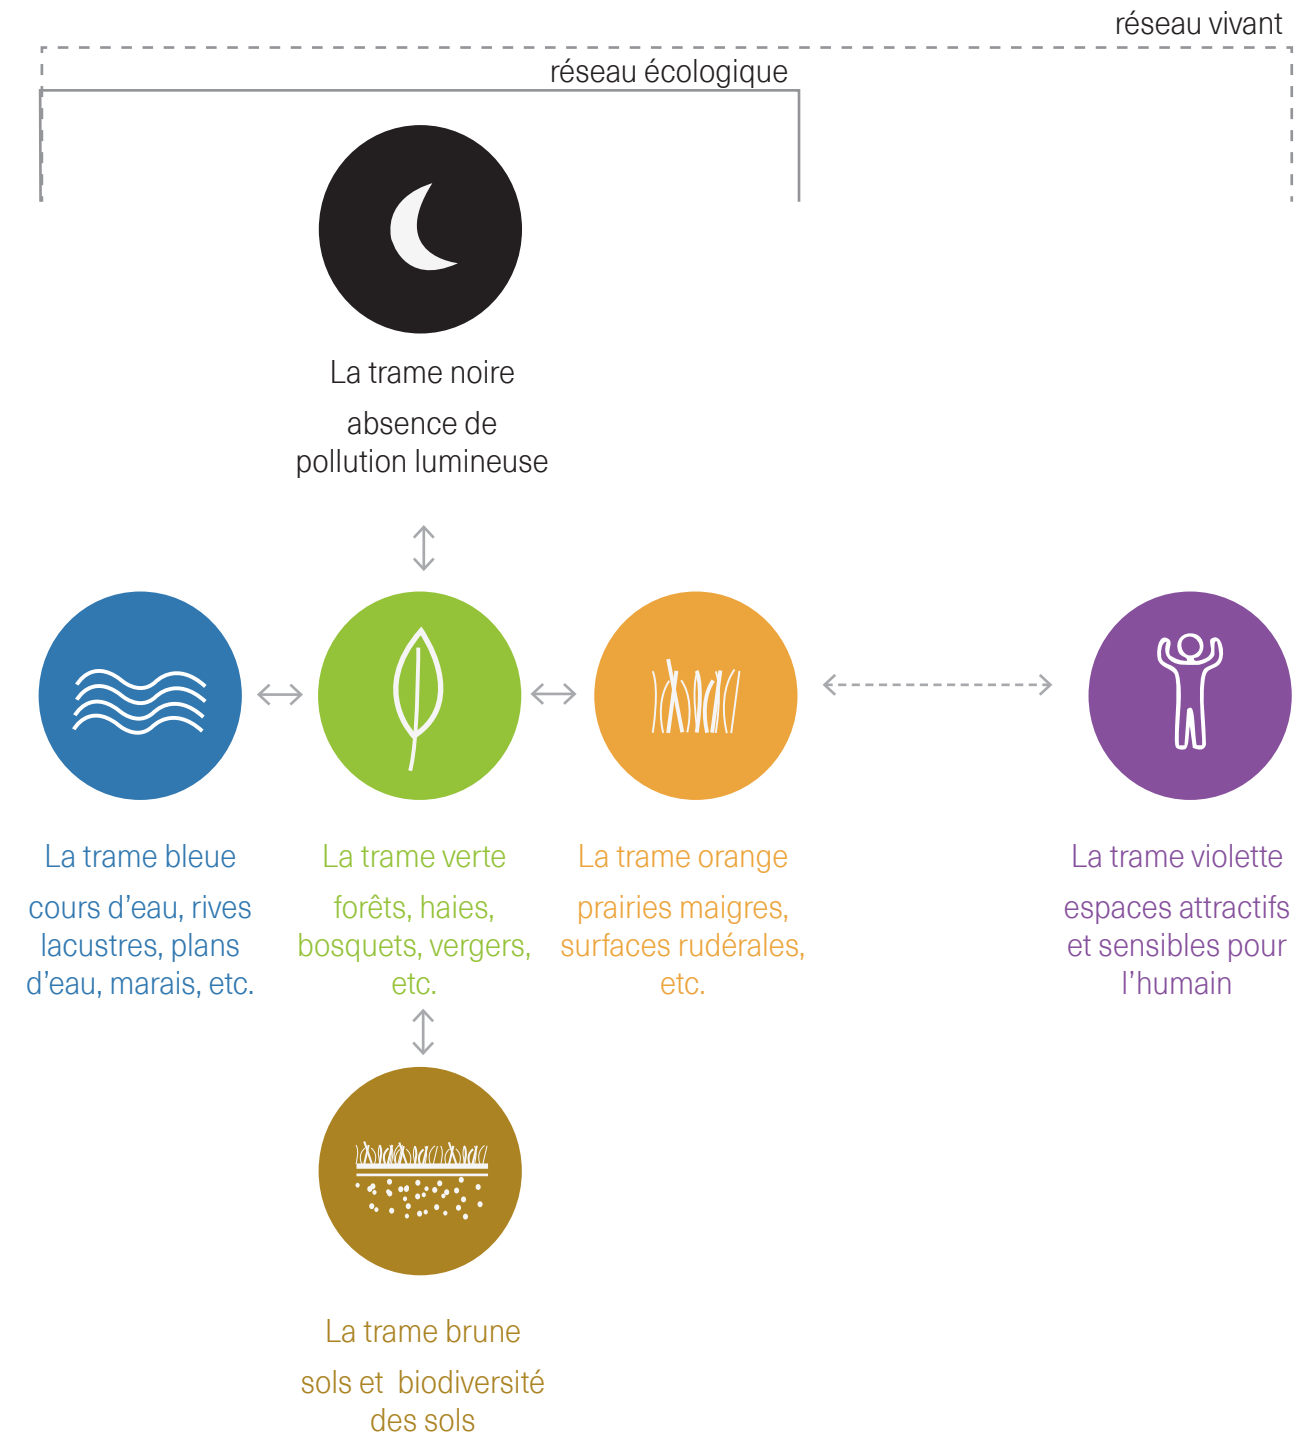 réseau vivant
réseau écologique
La trame noire
absence de
pollution lumineuse
La trame bleue
cours d’eau, rives
lacustres, plans
d’eau, marais, etc.
La trame verte
forêts, haies,
bosquets, vergers,
etc.
La trame orange
prairies maigres,
surfaces rudérales,
etc.
La trame violette
espaces attractifs
et sensibles pour
l’humain
La trame brune
sols et biodiversité
des sols